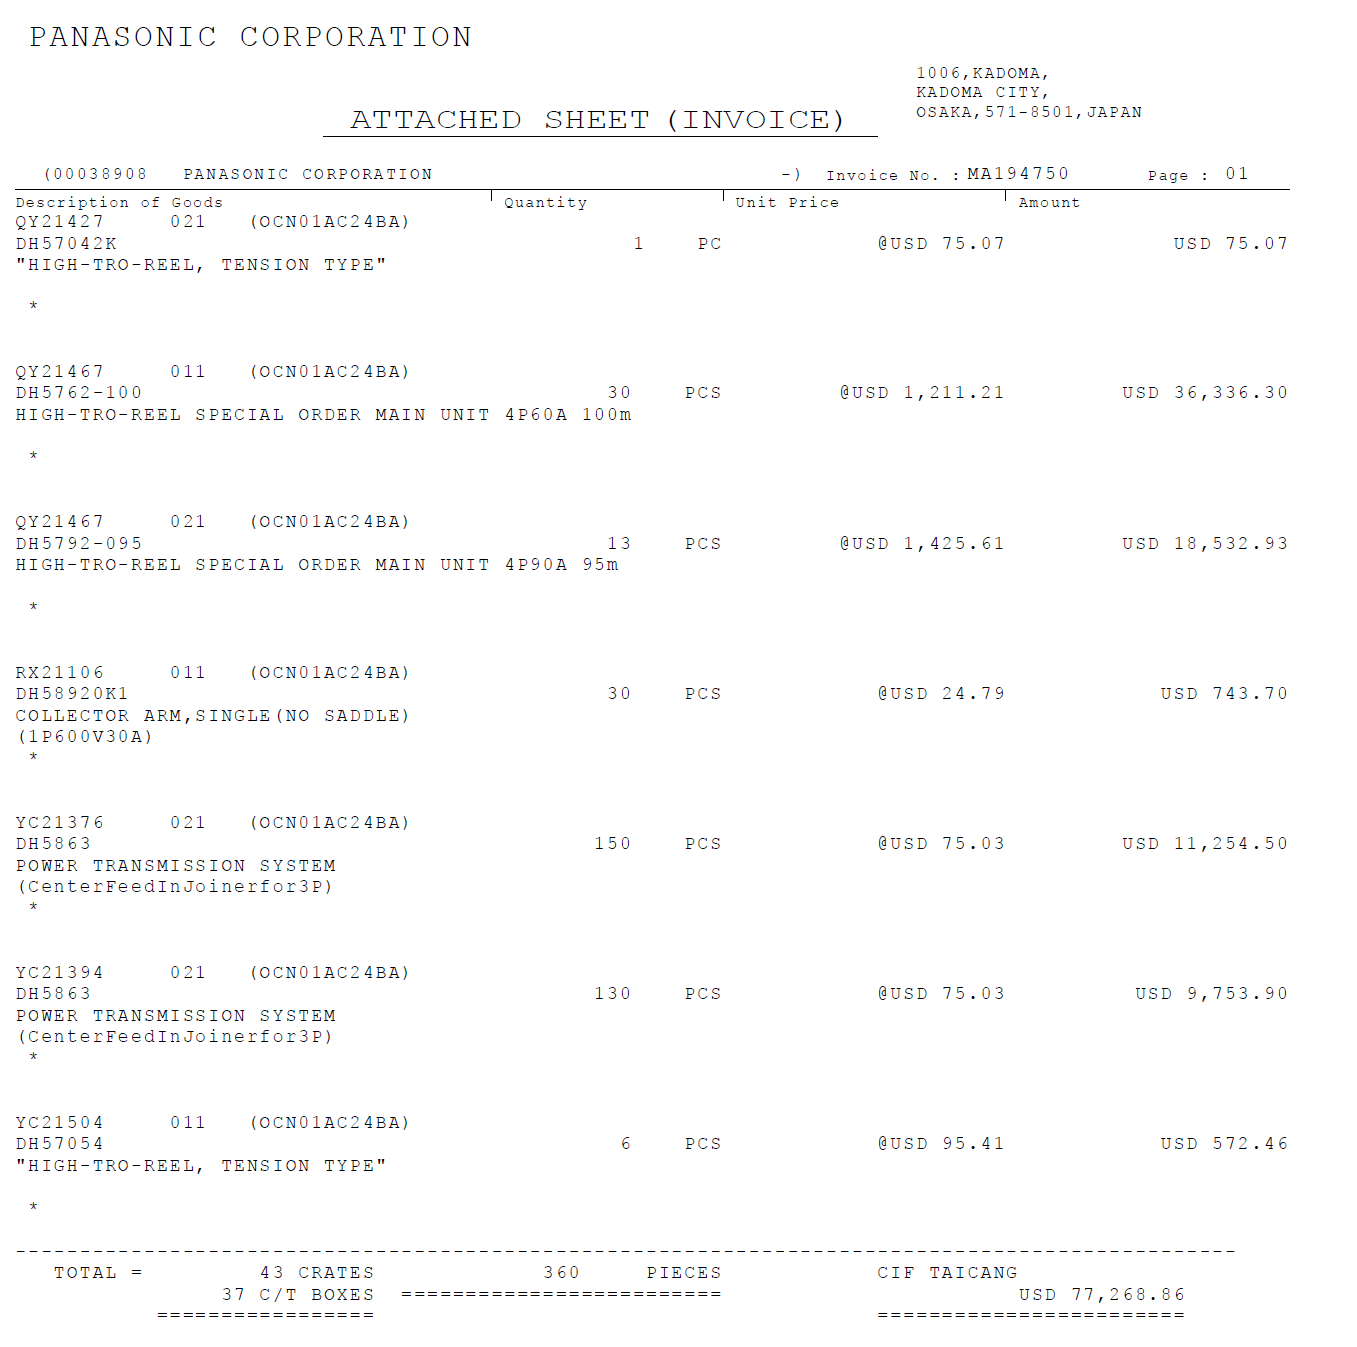 PANASONIC CORPORATION
1006,KADOMA,
KADOMA CITY,
OSAKA,571-8501,JAPAN
ATTACHED SHEET (INVOICE)
(00038908 PANASONIC CORPORATION -) Invoice No. : MA194750 Page : 01
Description of Goods Quantity Unit Price Amount
QY21427 021 (OCN01AC24BA)
DH57042K 1 PC @USD 75.07 USD 75.07
"HIGH-TRO-REEL, TENSION TYPE"
*
QY21467 011 (OCN01AC24BA)
DH5762-100 30 PCS @USD 1,211.21 USD 36,336.30
HIGH-TRO-REEL SPECIAL ORDER MAIN UNIT 4P60A 100m
*
QY21467 021 (OCN01AC24BA)
DH5792-095 13 PCS @USD 1,425.61 USD 18,532.93
HIGH-TRO-REEL SPECIAL ORDER MAIN UNIT 4P90A 95m
*
RX21106 011 (OCN01AC24BA)
DH58920K1 30 PCS @USD 24.79 USD 743.70
COLLECTOR ARM,SINGLE(NO SADDLE)
(1P600V30A)
*
YC21376 021 (OCN01AC24BA)
DH5863 150 PCS @USD 75.03 USD 11,254.50
POWER TRANSMISSION SYSTEM
(CenterFeedInJoinerfor3P)
*
YC21394 021 (OCN01AC24BA)
DH5863 130 PCS @USD 75.03 USD 9,753.90
POWER TRANSMISSION SYSTEM
(CenterFeedInJoinerfor3P)
*
YC21504 011 (OCN01AC24BA)
DH57054 6 PCS @USD 95.41 USD 572.46
"HIGH-TRO-REEL, TENSION TYPE"
*
-----------------------------------------------------------------------------------------------
TOTAL = 43 CRATES 360 PIECES CIF TAICANG
37 C/T BOXES ========================= USD 77,268.86
================= ========================